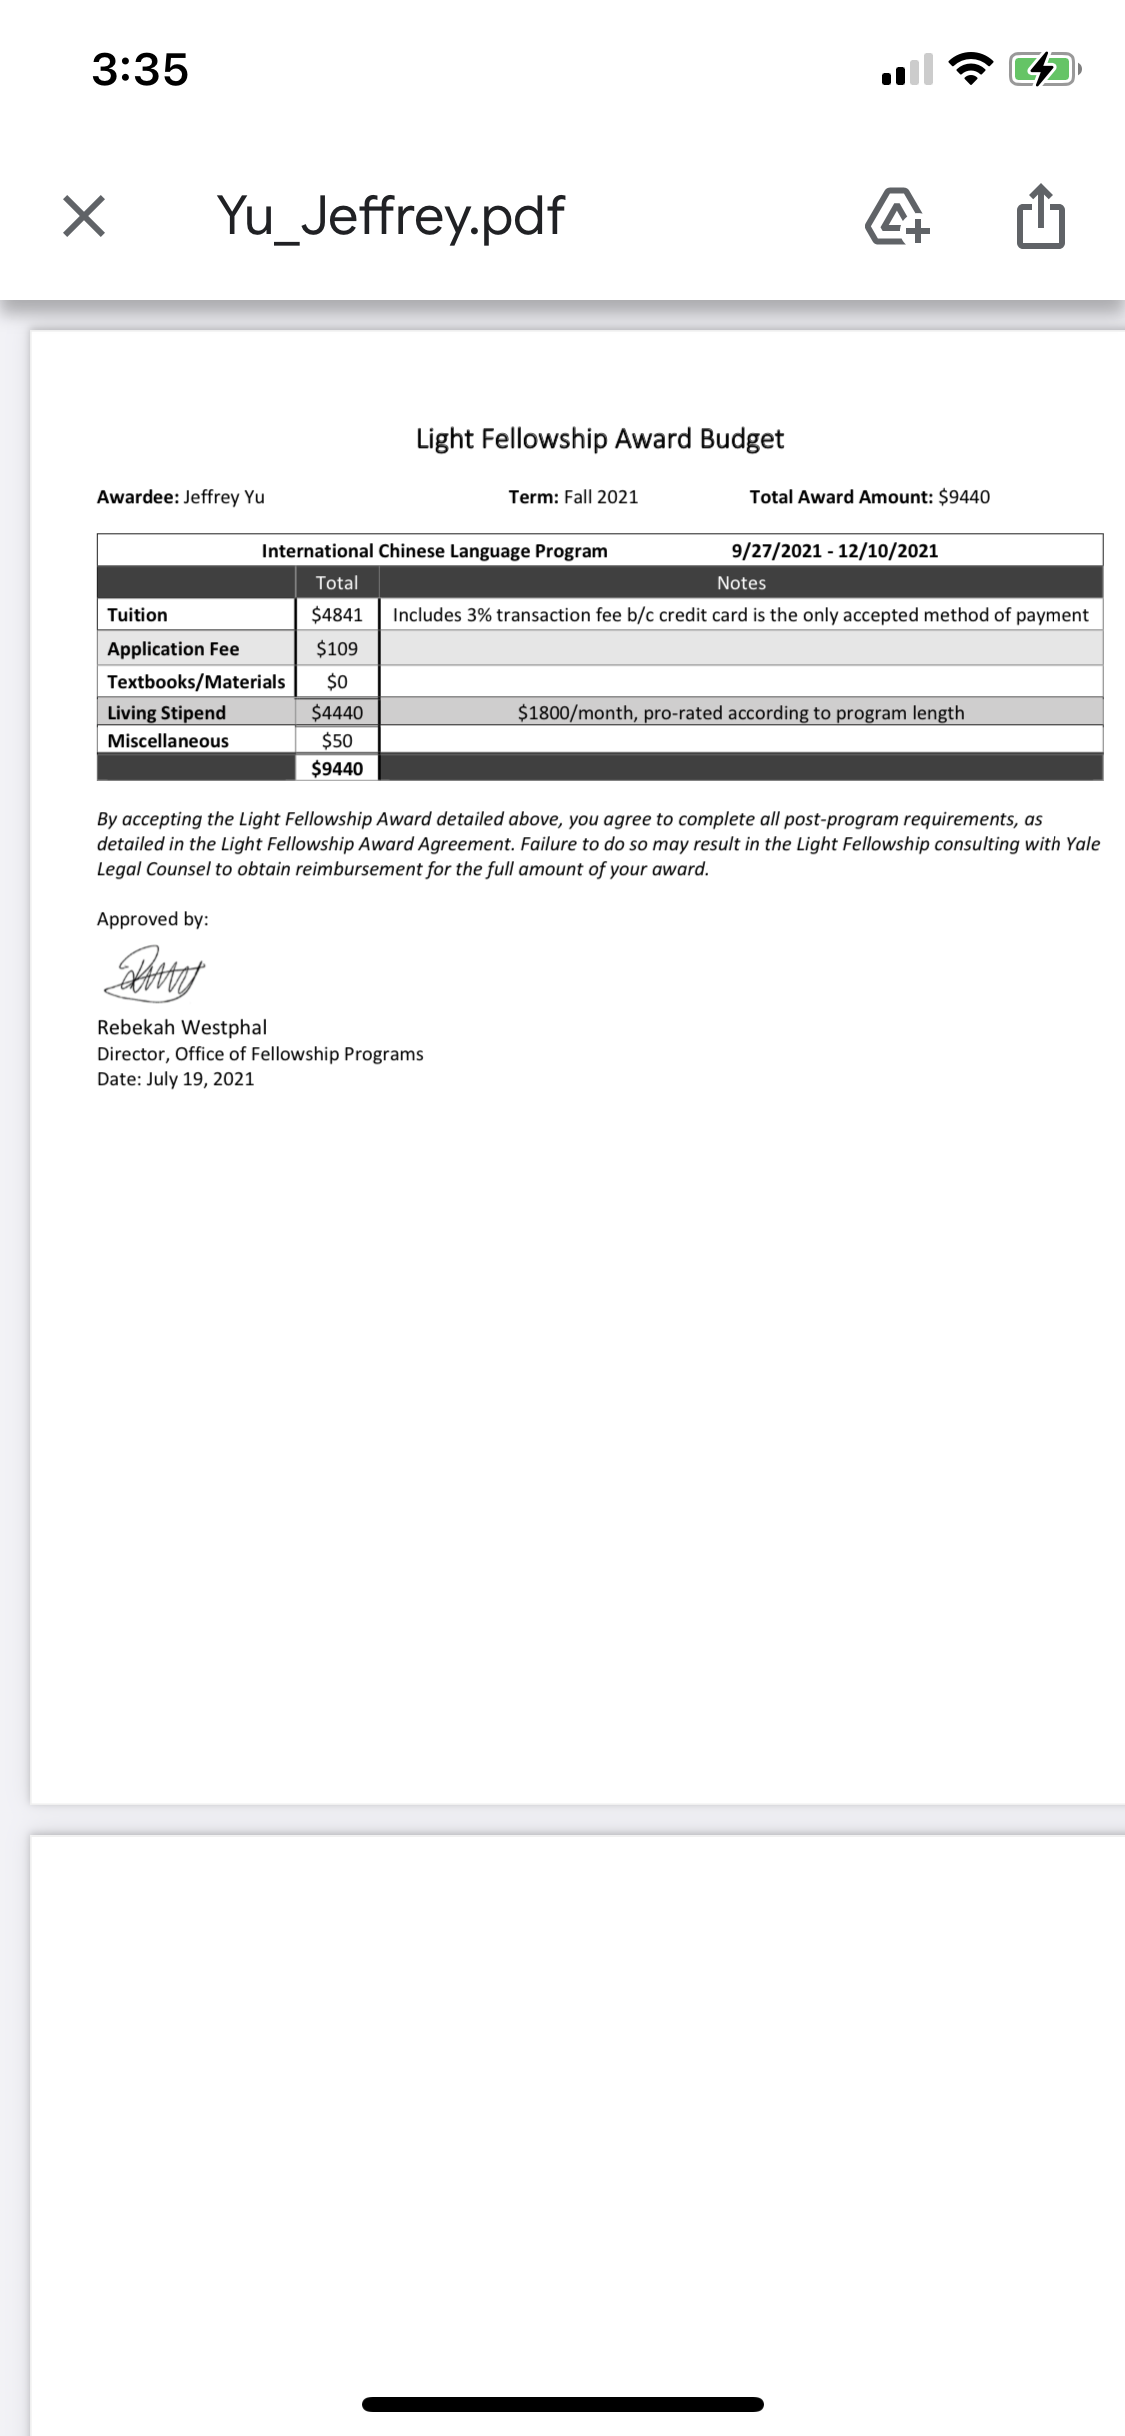 3:35
Yu_Jeffrey.pdf
Light Fellowship Award Budget
Awardee: Jeffrey Yu Term: Fall 2021 Total Award Amount: $9440
International Chinese Language Program 9/27/2021 - 12/10/2021
Total Notes
Tuition $4841 Includes 3% transaction fee b/c credit card is the only accepted method of payment
Application Fee $109
Textbooks/Materials $0
Living Stipend $4440 $1800/month, pro-rated according to program length
Miscellaneous $50
$9440
By accepting the Light Fellowship Award detailed above, you agree to complete all post-program requirements, as
detailed in the Light Fellowship Award Agreement. Failure to do so may result in the Light Fellowship consulting with Yale
Legal Counsel to obtain reimbursement for the full amount of your award.
Approved by:
Rebekah Westphal
Director, Office of Fellowship Programs
Date: July 19, 2021